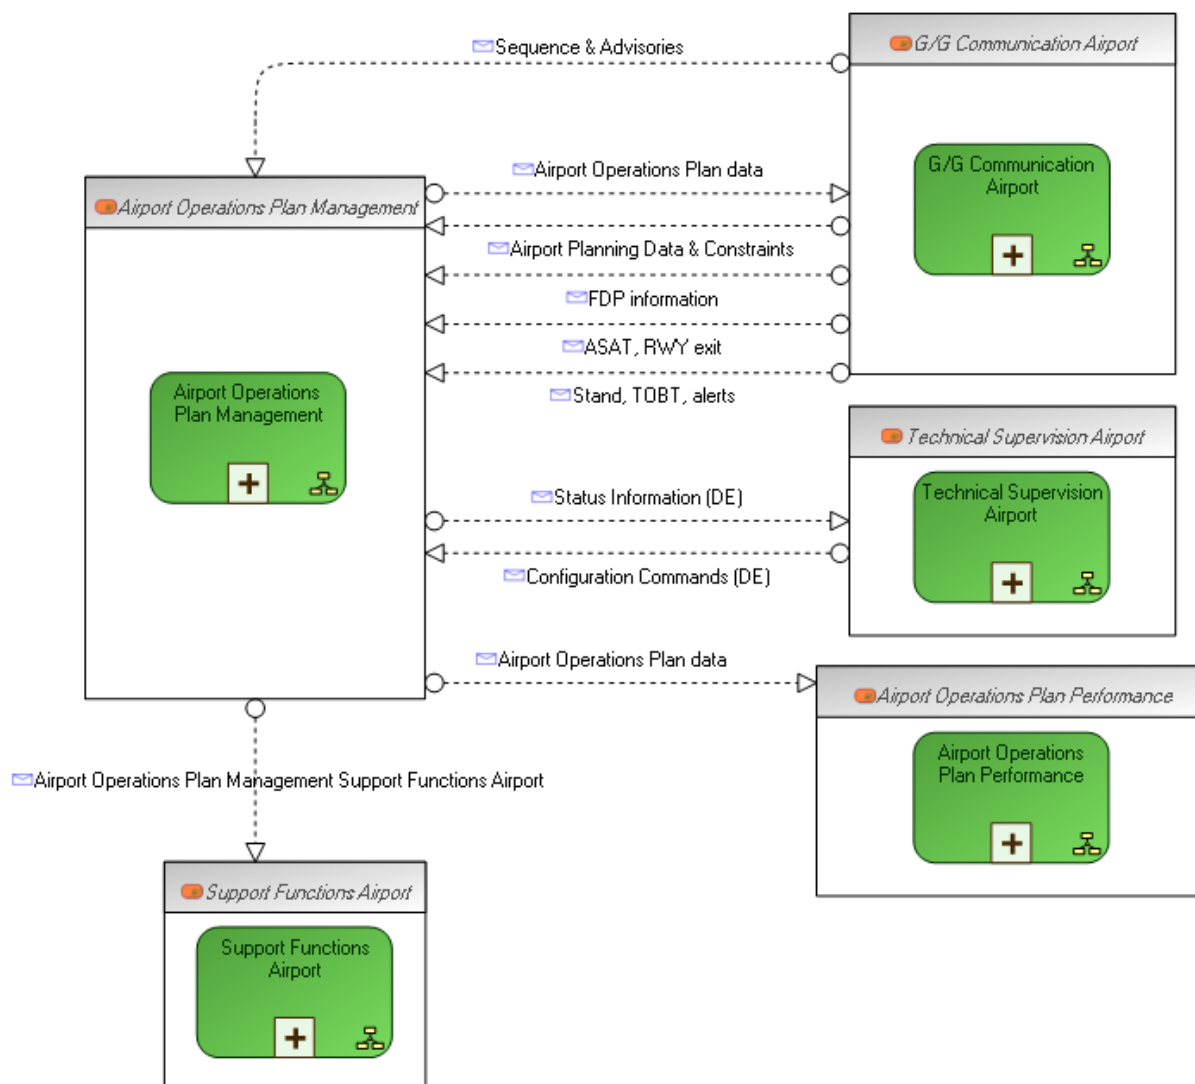 Sequence & Advisories
G/G Communication Airport
G/G Communication
Airport
Airport Operations Plan data
Airport Operations Plan Management
Airport Planning Data & Constraints
FDP information
ASAT, RWY exit
Stand, TOBT, alerts
Airport Operations
Plan Management
Technical Supervision Airport
Technical Supervision
Airport
Status Information (DE)
Configuration Commands (DE)
Airport Operations Plan data
Airport Operations Plan Performance
Airport Operations
Plan Performance
Airport Operations Plan Management Support Functions Airport
Support Functions Airport
Support Functions
Airport